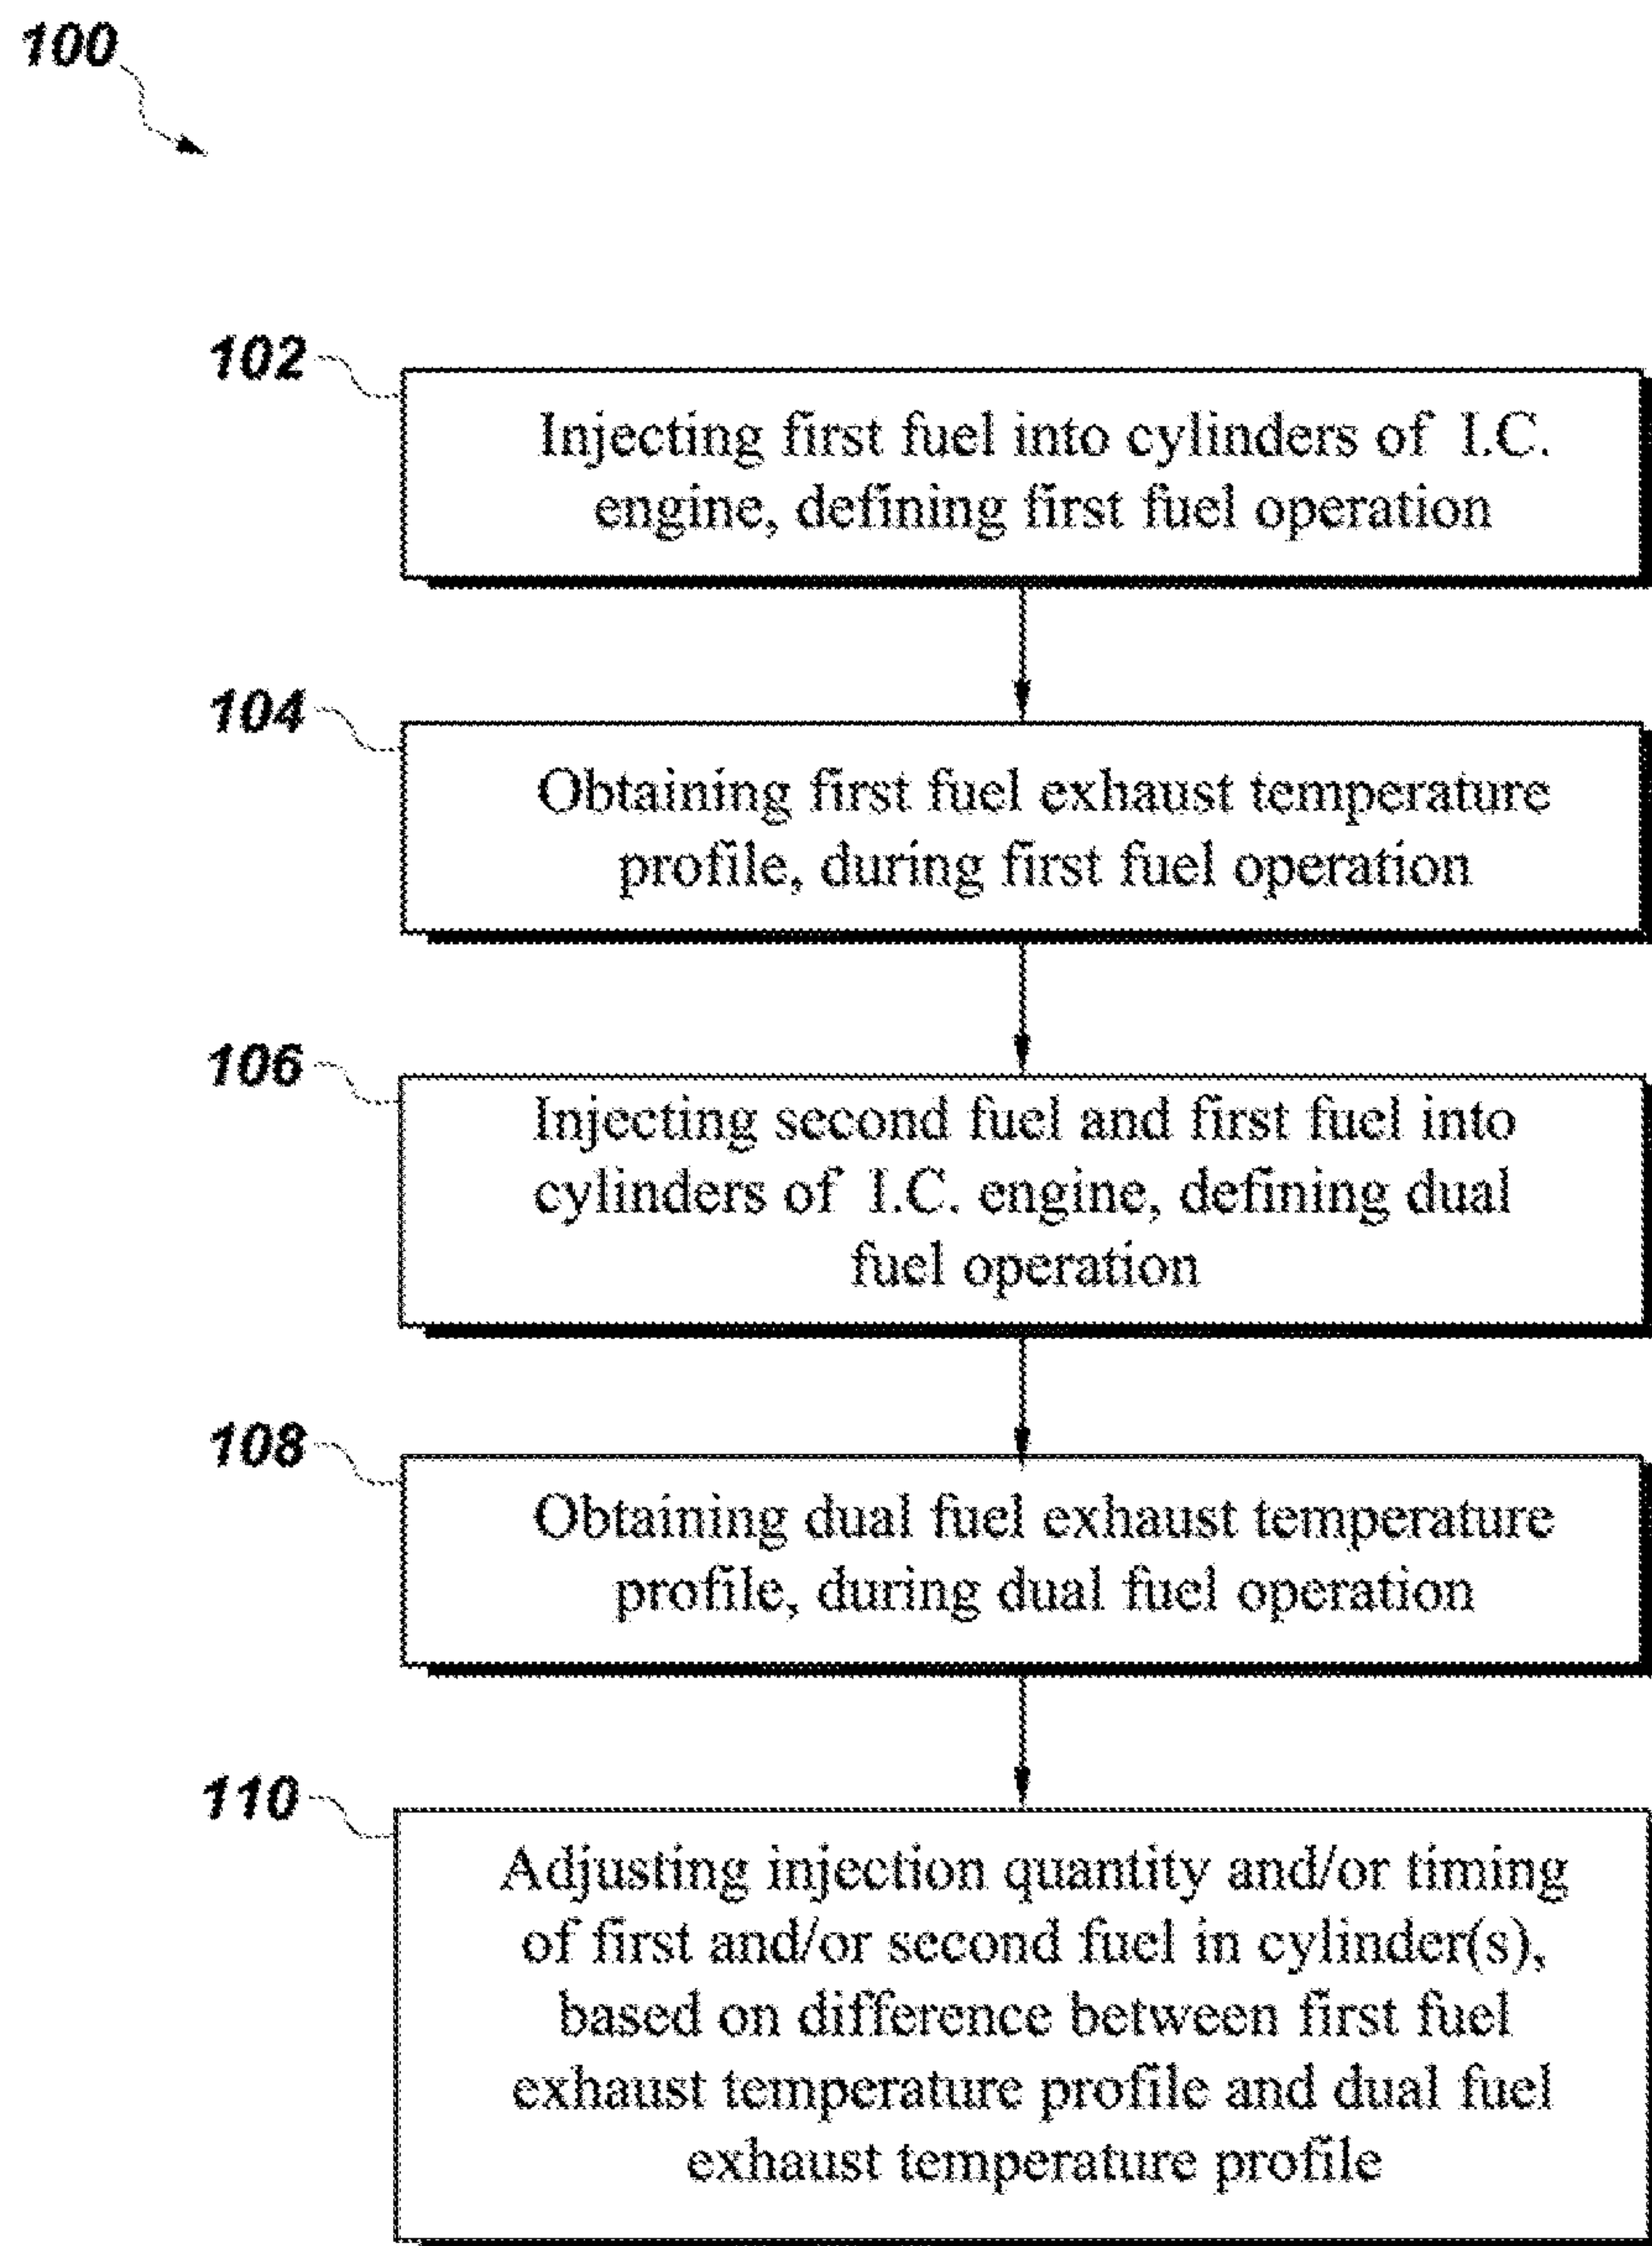 100
102
Injecting first fuel into cylinders of I.C.
engine, defining first fuel operation
104
Obtaining first fuel exhaust temperature
profile, during first fuel operation
106
Injecting second fuel and first fuel into
cylinders of I.C. engine, defining dual
fuel operation
108
Obtaining dual fuel exhaust temperature
profile, during dual fuel operation
110
Adjusting injection quantity and/or timing
of first and/or second fuel in cylinder(s),
based on difference between first fuel
exhaust temperature profile and dual fuel
exhaust temperature profile